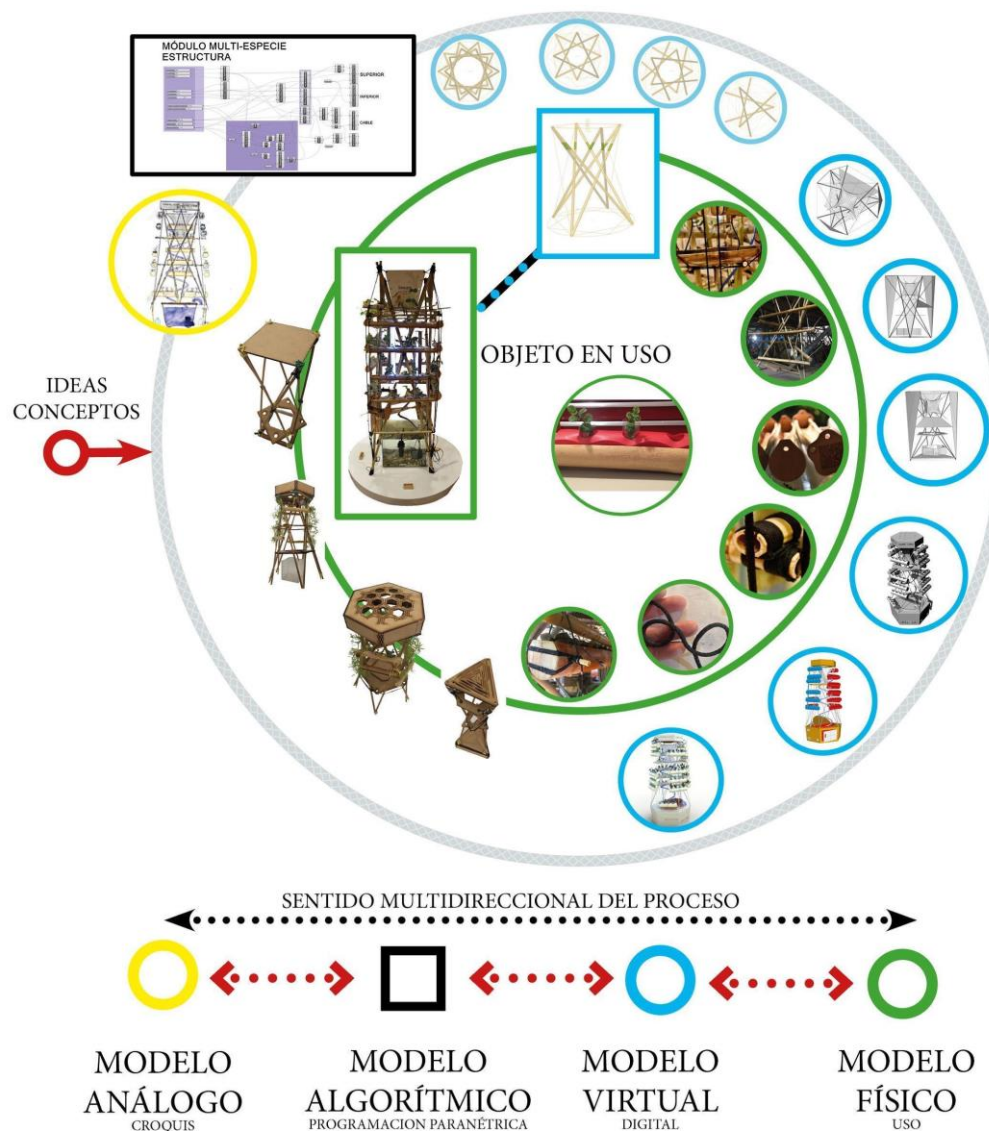 MÓDULO MULTI-ESPECIE
ESTRUCTURA
SUPERIOR
INFERIOR
CABLE
IDEAS
CONCEPTOS
OBJETO EN USO
SENTIDO MULTIDIRECCIONAL DEL PROCESO
MODELO
ANÁLOGO
CROQUIS
MODELO
ALGORÍTMICO
PROGRAMACION PARANÉTRICA
MODELO
VIRTUAL
DIGITAL
MODELO
FÍSICO
USO